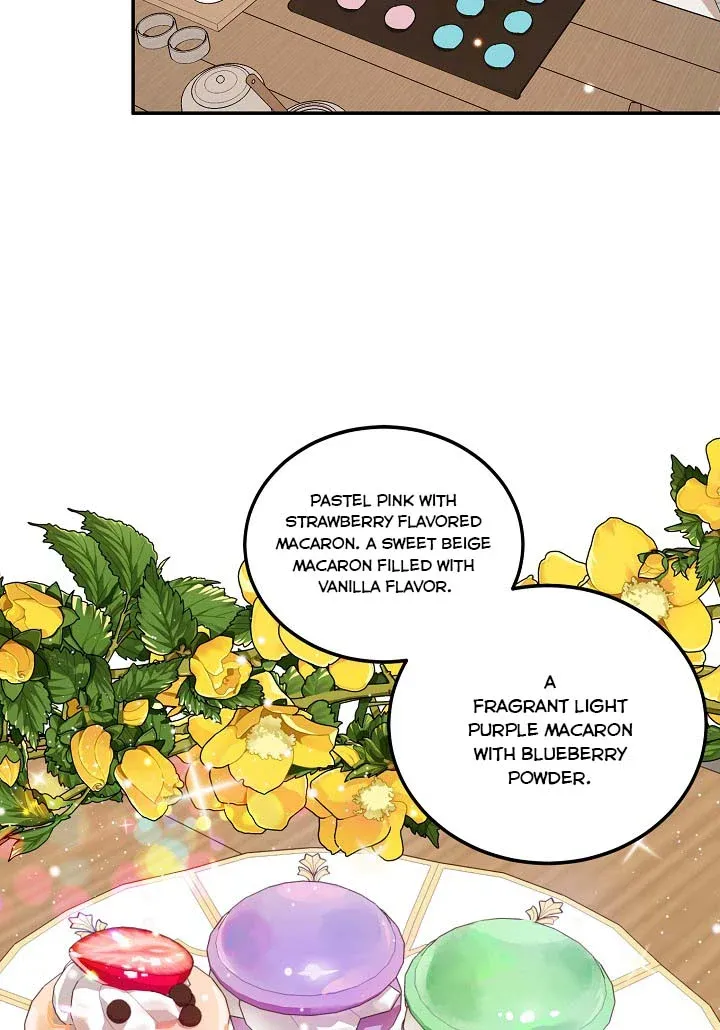 PASTEL PINK WITH
STRAWBERRY FLAVORED
MACARON. A SWEET BEIGE
MACARON FILLED WITH
VANILLA FLAVOR.
A
FRAGRANT LIGHT
PURPLE MACARON
WITH BLUEBERRY
POWDER.